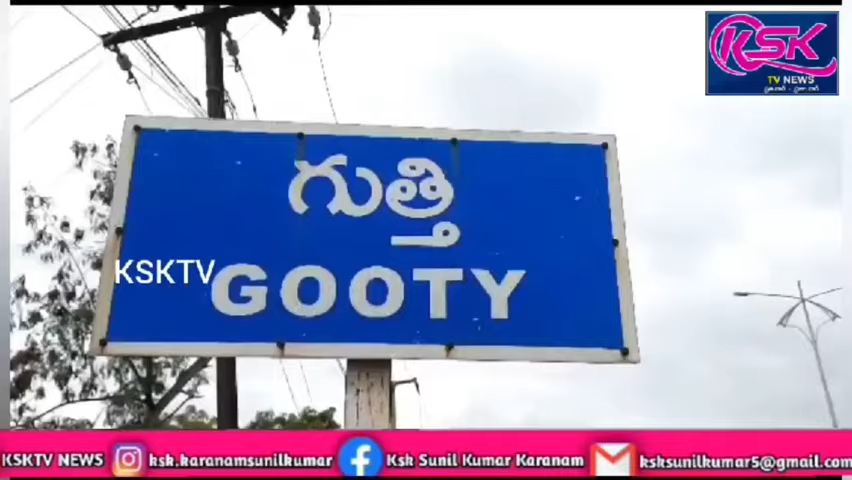 KSK
TV NEWS
గుత్తి
KSKTV
GOOTY
KSKTV NEWS ksk.karanamsunilkumar Ksk Sunil Kumar Karanam ksksunilkumar5@gmail.com